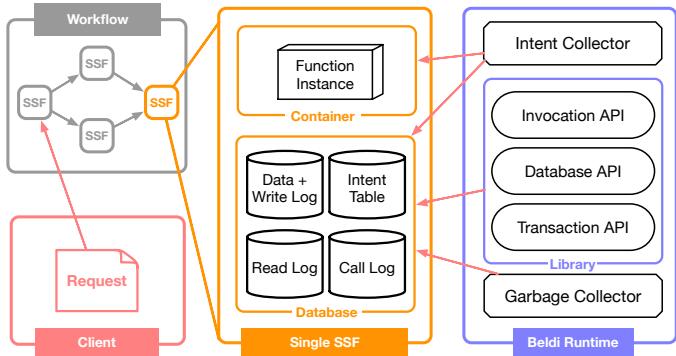 Workflow
SSF
SSF
SSF
SSF
Request
Client
Function
Instance
Container
Data +
Write Log
Intent
Table
Read Log
Call Log
Database
Single SSF
Intent Collector
Invocation API
Database API
Transaction API
Library
Garbage Collector
Beldi Runtime